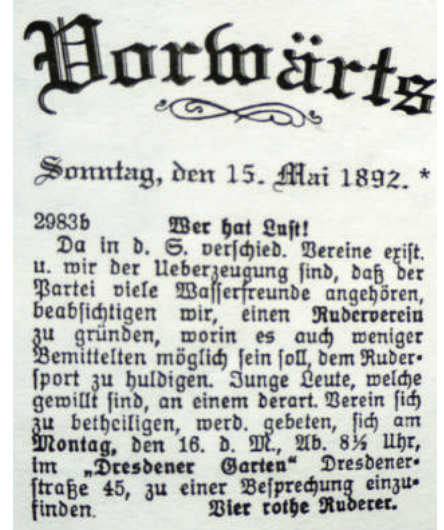 Vorwärts
Sonntag, den 15. Mai 1892. *
2983b Wer hat Lust!
Da in d. S. verschied. Vereine exist.
u. wir der Ueberzeugung sind, daß der
Partei viele Wasserfreunde angehören,
beabsichtigen wir, einen Ruderverein
zu gründen, worin es auch weniger
Bemittelten möglich sein soll, dem Ruder-
sport zu huldigen. Junge Leute, welche
gewillt sind, an einem derart. Verein sich
zu betheiligen, werd. gebeten, sich am
Montag, den 16. d. M., Ab. 8½ Uhr,
im „Dresdener Garten“ Dresdener-
straße 45, zu einer Besprechung einzu-
finden. Vier rothe Ruderer.